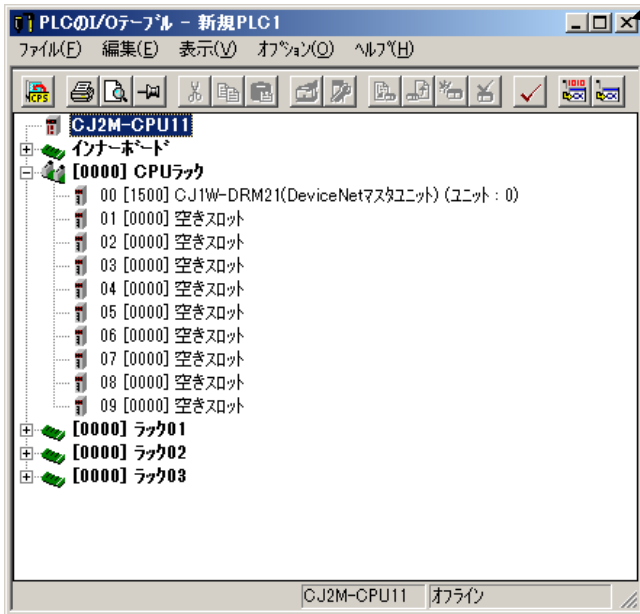 PLCのI/Oテーブル - 新規PLC1
ファイル(F) 編集(E) 表示(V) オプション(O) ヘルプ(H)
CJ2M-CPU11
インナーボード
[0000] CPUラック
00 [1500] CJ1W-DRM21(DeviceNetマスタユニット) (ユニット : 0)
01 [0000] 空きスロット
02 [0000] 空きスロット
03 [0000] 空きスロット
04 [0000] 空きスロット
05 [0000] 空きスロット
06 [0000] 空きスロット
07 [0000] 空きスロット
08 [0000] 空きスロット
09 [0000] 空きスロット
[0000] ラック01
[0000] ラック02
[0000] ラック03
CJ2M-CPU11 オフライン